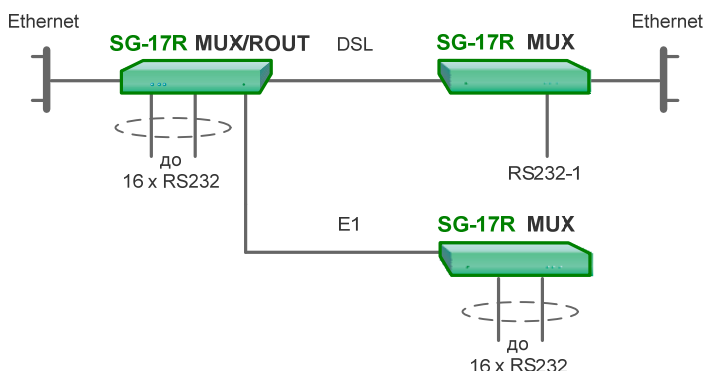 Ethernet
Ethernet
SG-17R MUX/ROUT
DSL
SG-17R MUX
до
16 x RS232
RS232-1
E1
SG-17R MUX
до
16 x RS232